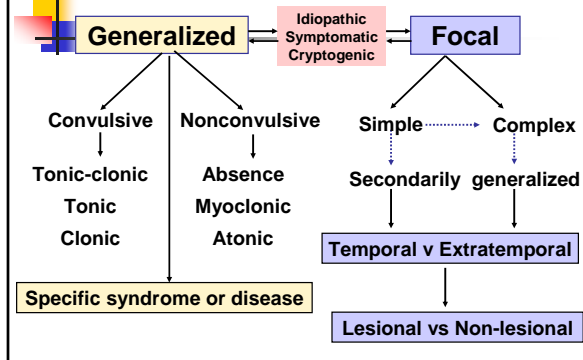 Generalized
Idiopathic
Symptomatic
Cryptogenic
Focal
Convulsive Nonconvulsive
Simple Complex
Tonic-clonic Absence
Secondarily generalized
Tonic Myoclonic
Clonic Atonic
Temporal v Extratemporal
Specific syndrome or disease
Lesional vs Non-lesional